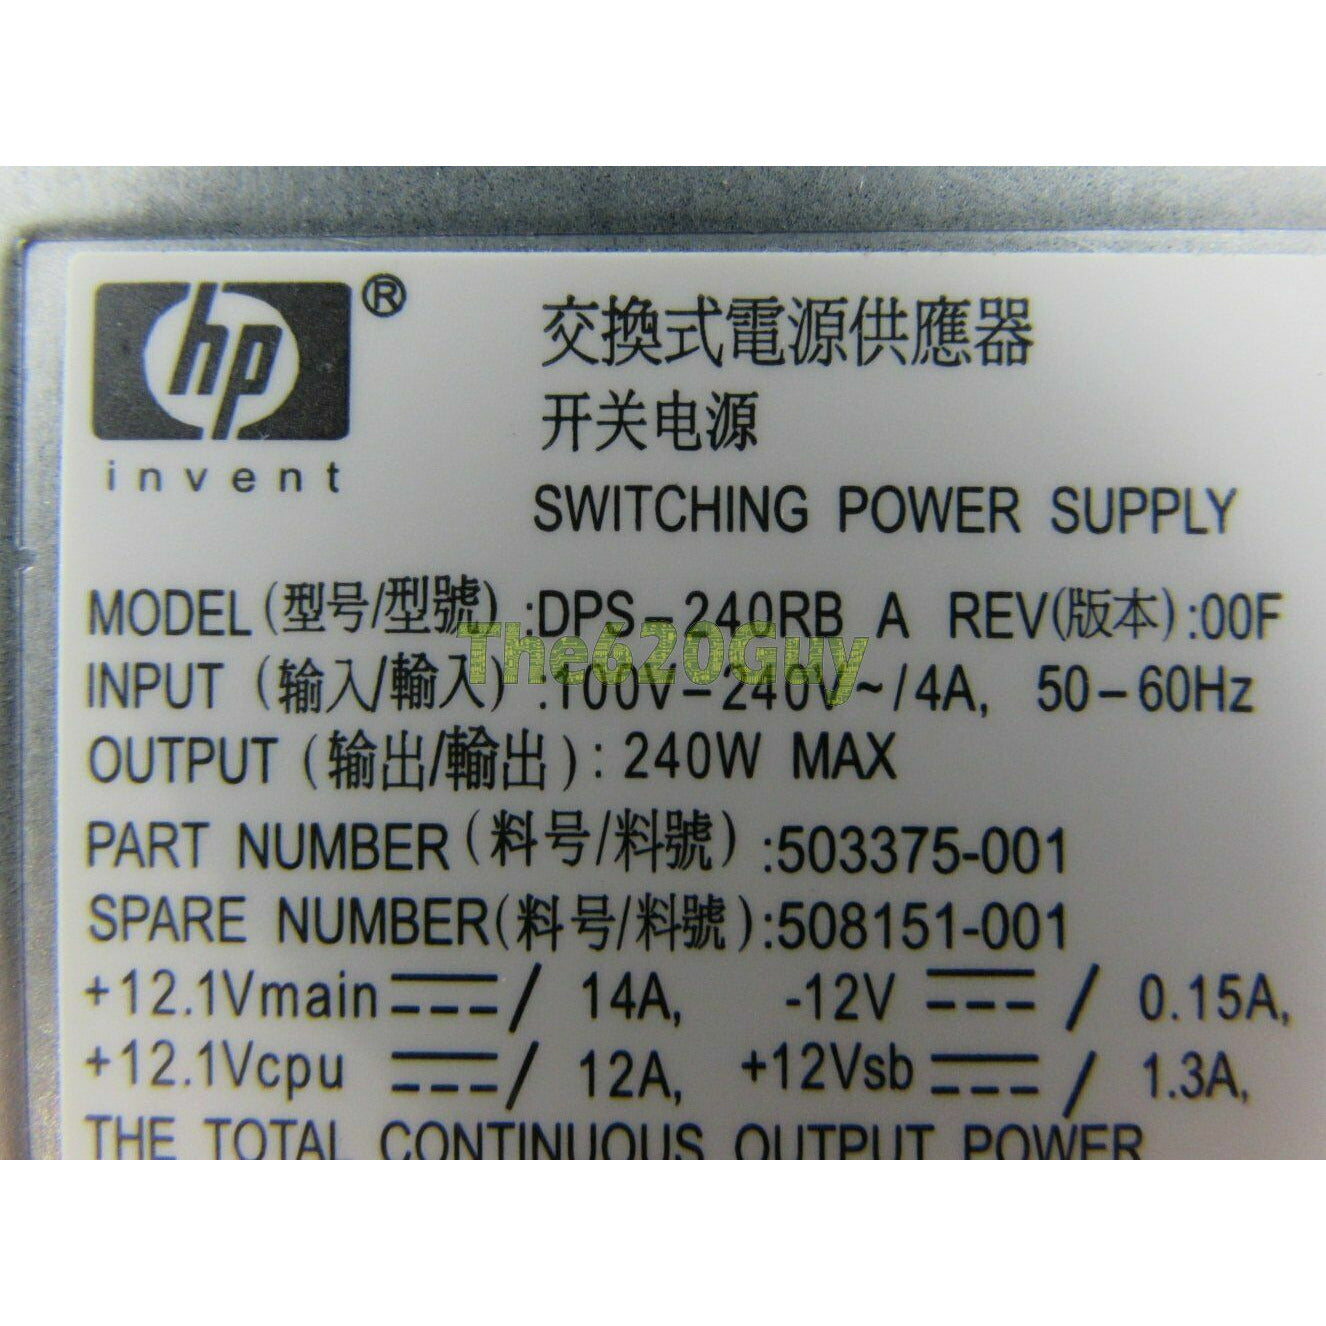 hp ®
invent
交換式電源供應器
开关电源
SWITCHING POWER SUPPLY
MODEL (型号/型號) :DPS-240RB A REV(版本) :00F
The620Guy
INPUT (输入/輸入) :100V-240V~/4A, 50-60Hz
OUTPUT (输出/輸出) : 240W MAX
PART NUMBER (料号/料號) :503375-001
SPARE NUMBER(料号/料號) :508151-001
+12.1Vmain ⎓/ 14A, -12V ⎓ / 0.15A,
+12.1Vcpu ⎓/ 12A, +12Vsb ⎓ / 1.3A,
THE TOTAL CONTINUOUS OUTPUT POWER